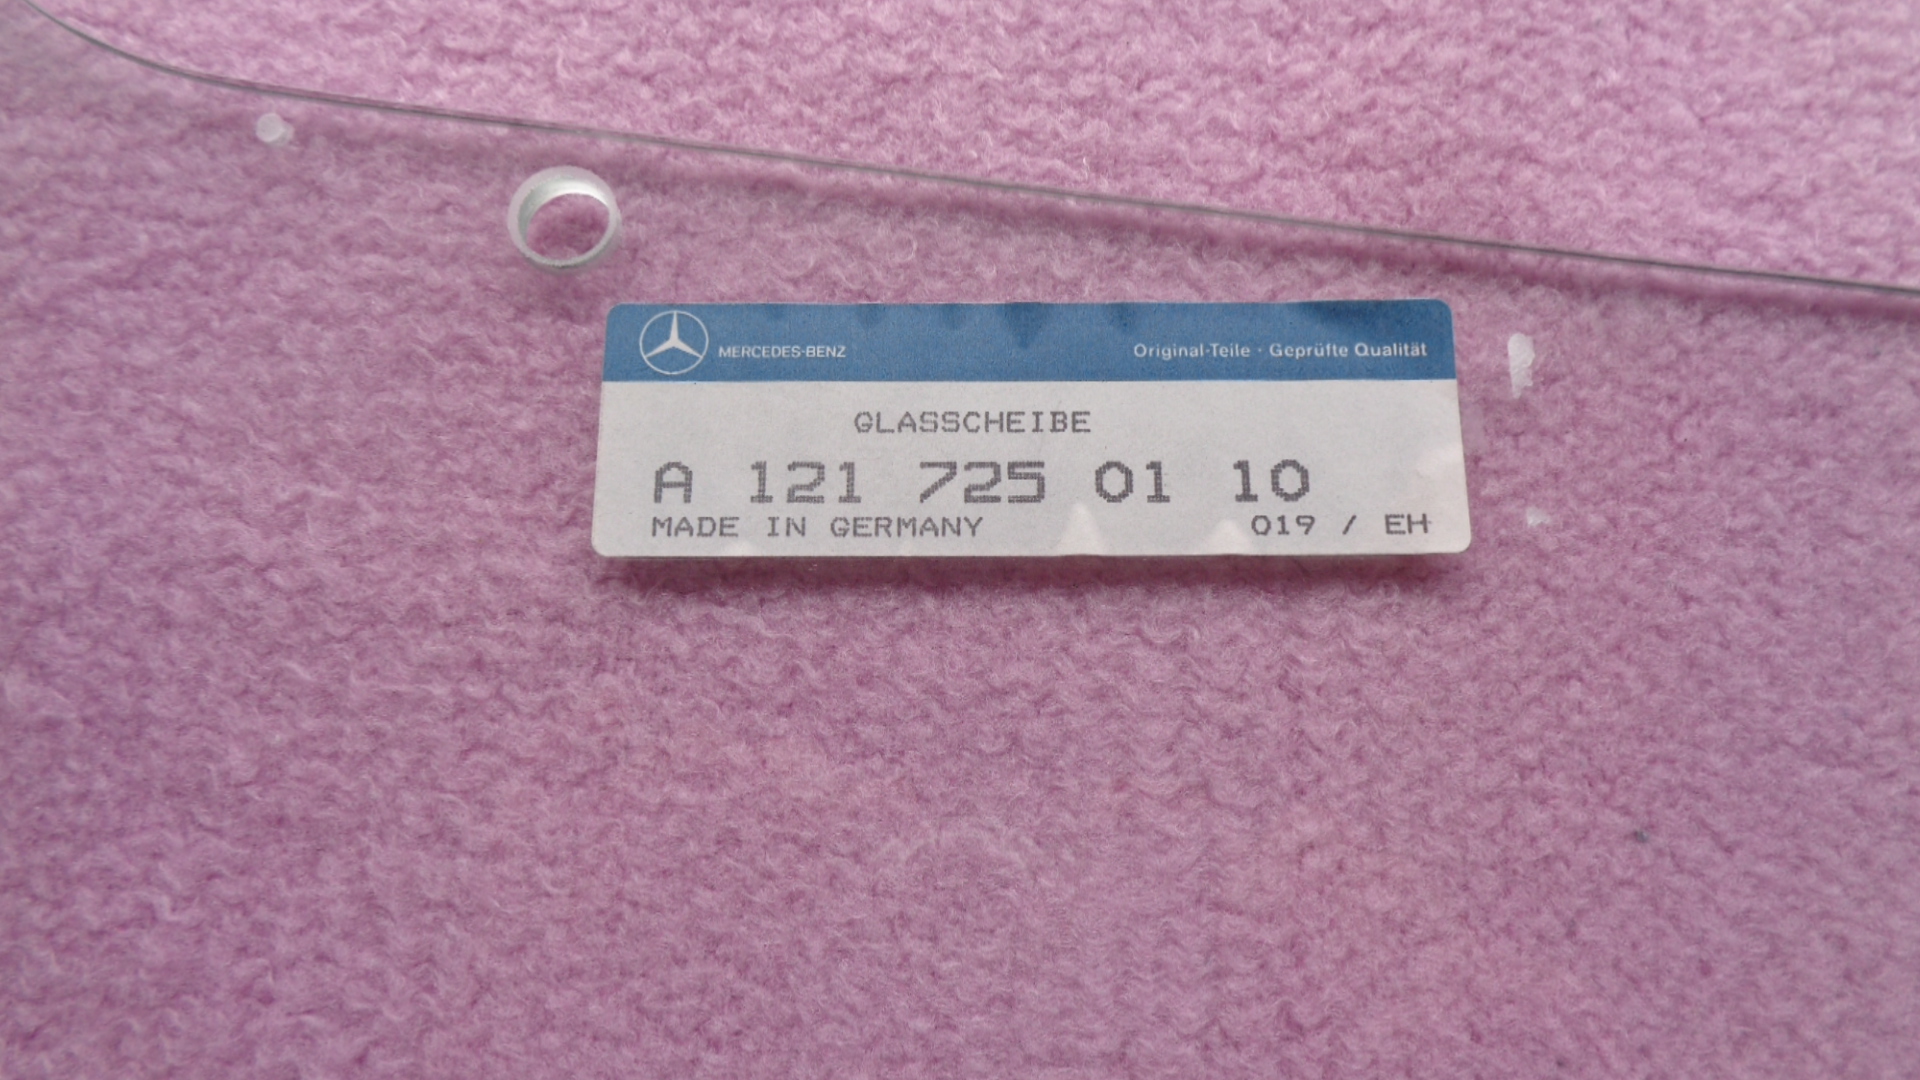 MERCEDES-BENZ Original-Teile · Geprüfte Qualität
GLASSCHEIBE
A 121 725 01 10
MADE IN GERMANY 019 / EH